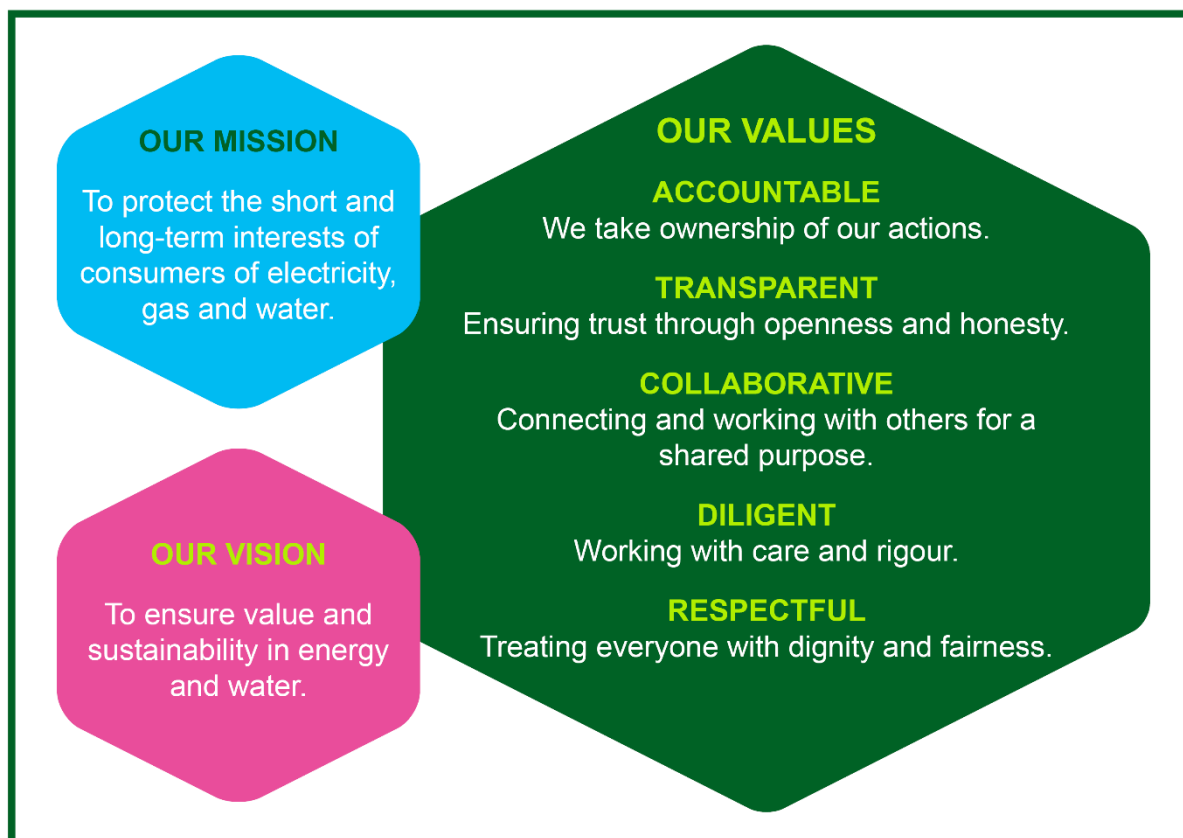 OUR MISSION
To protect the short and
long-term interests of
consumers of electricity,
gas and water.
OUR VISION
To ensure value and
sustainability in energy
and water.
OUR VALUES
ACCOUNTABLE
We take ownership of our actions.
TRANSPARENT
Ensuring trust through openness and honesty.
COLLABORATIVE
Connecting and working with others for a
shared purpose.
DILIGENT
Working with care and rigour.
RESPECTFUL
Treating everyone with dignity and fairness.